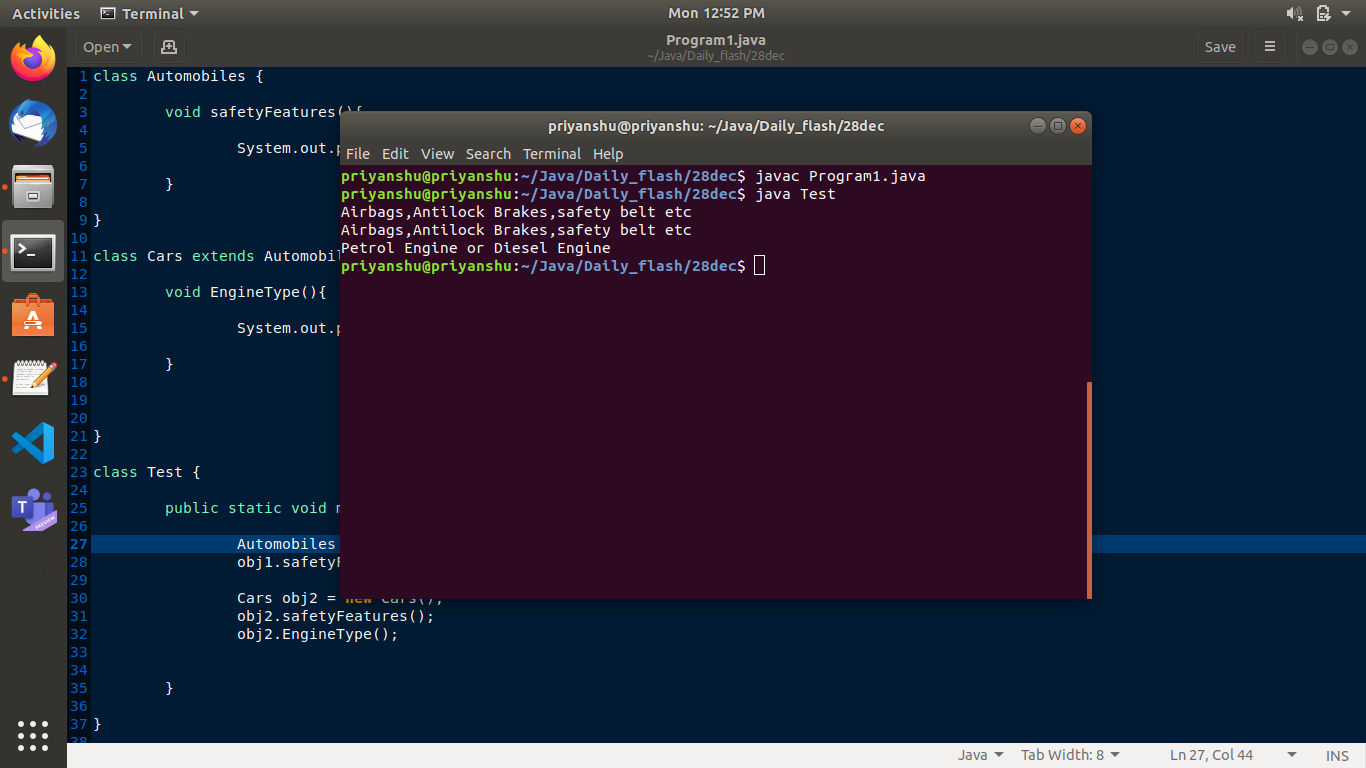 Activities Terminal Mon 12:52 PM
Open Program1.java Save
~/Java/Daily_flash/28dec
1 class Automobiles {
2
3 void safetyFeatures(){
4
5 System.out.p
6
7 }
8
9 }
10
11 class Cars extends Automobil
12
13 void EngineType(){
14
15 System.out.p
16
17 }
18
19
20
21 }
22
23 class Test {
24
25 public static void m
26
27 Automobiles
28 obj1.safetyF
29
30 Cars obj2 = new Cars();
31 obj2.safetyFeatures();
32 obj2.EngineType();
33
34
35 }
36
37 }
38
priyanshu@priyanshu: ~/Java/Daily_flash/28dec
File Edit View Search Terminal Help
priyanshu@priyanshu:~/Java/Daily_flash/28dec$ javac Program1.java
priyanshu@priyanshu:~/Java/Daily_flash/28dec$ java Test
Airbags,Antilock Brakes,safety belt etc
Airbags,Antilock Brakes,safety belt etc
Petrol Engine or Diesel Engine
priyanshu@priyanshu:~/Java/Daily_flash/28dec$
T
PREVIEW
Java Tab Width: 8 Ln 27, Col 44 INS